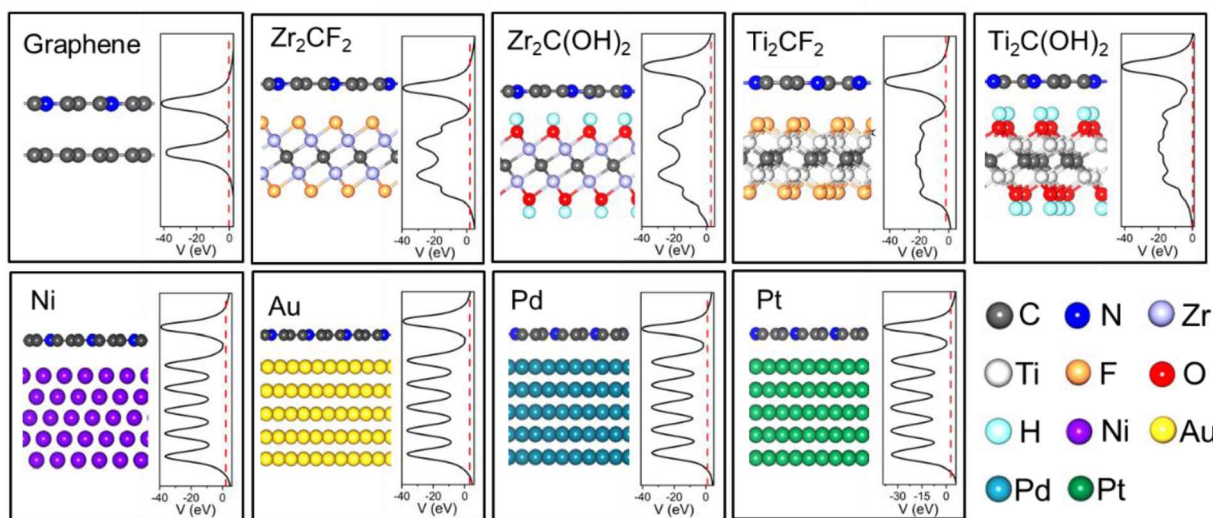 Graphene
-40 -20 0
V (eV)
Zr₂CF₂
-40 -20 0
V (eV)
Zr₂C(OH)₂
-40 -20 0
V (eV)
Ti₂CF₂
-40 -20 0
V (eV)
Ti₂C(OH)₂
-40 -20 0
V (eV)
Ni
-40 -20 0
V (eV)
Au
-40 -20 0
V (eV)
Pd
-40 -20 0
V (eV)
Pt
-30 -15 0
V (eV)
C N Zr
Ti F O
H Ni Au
Pd Pt